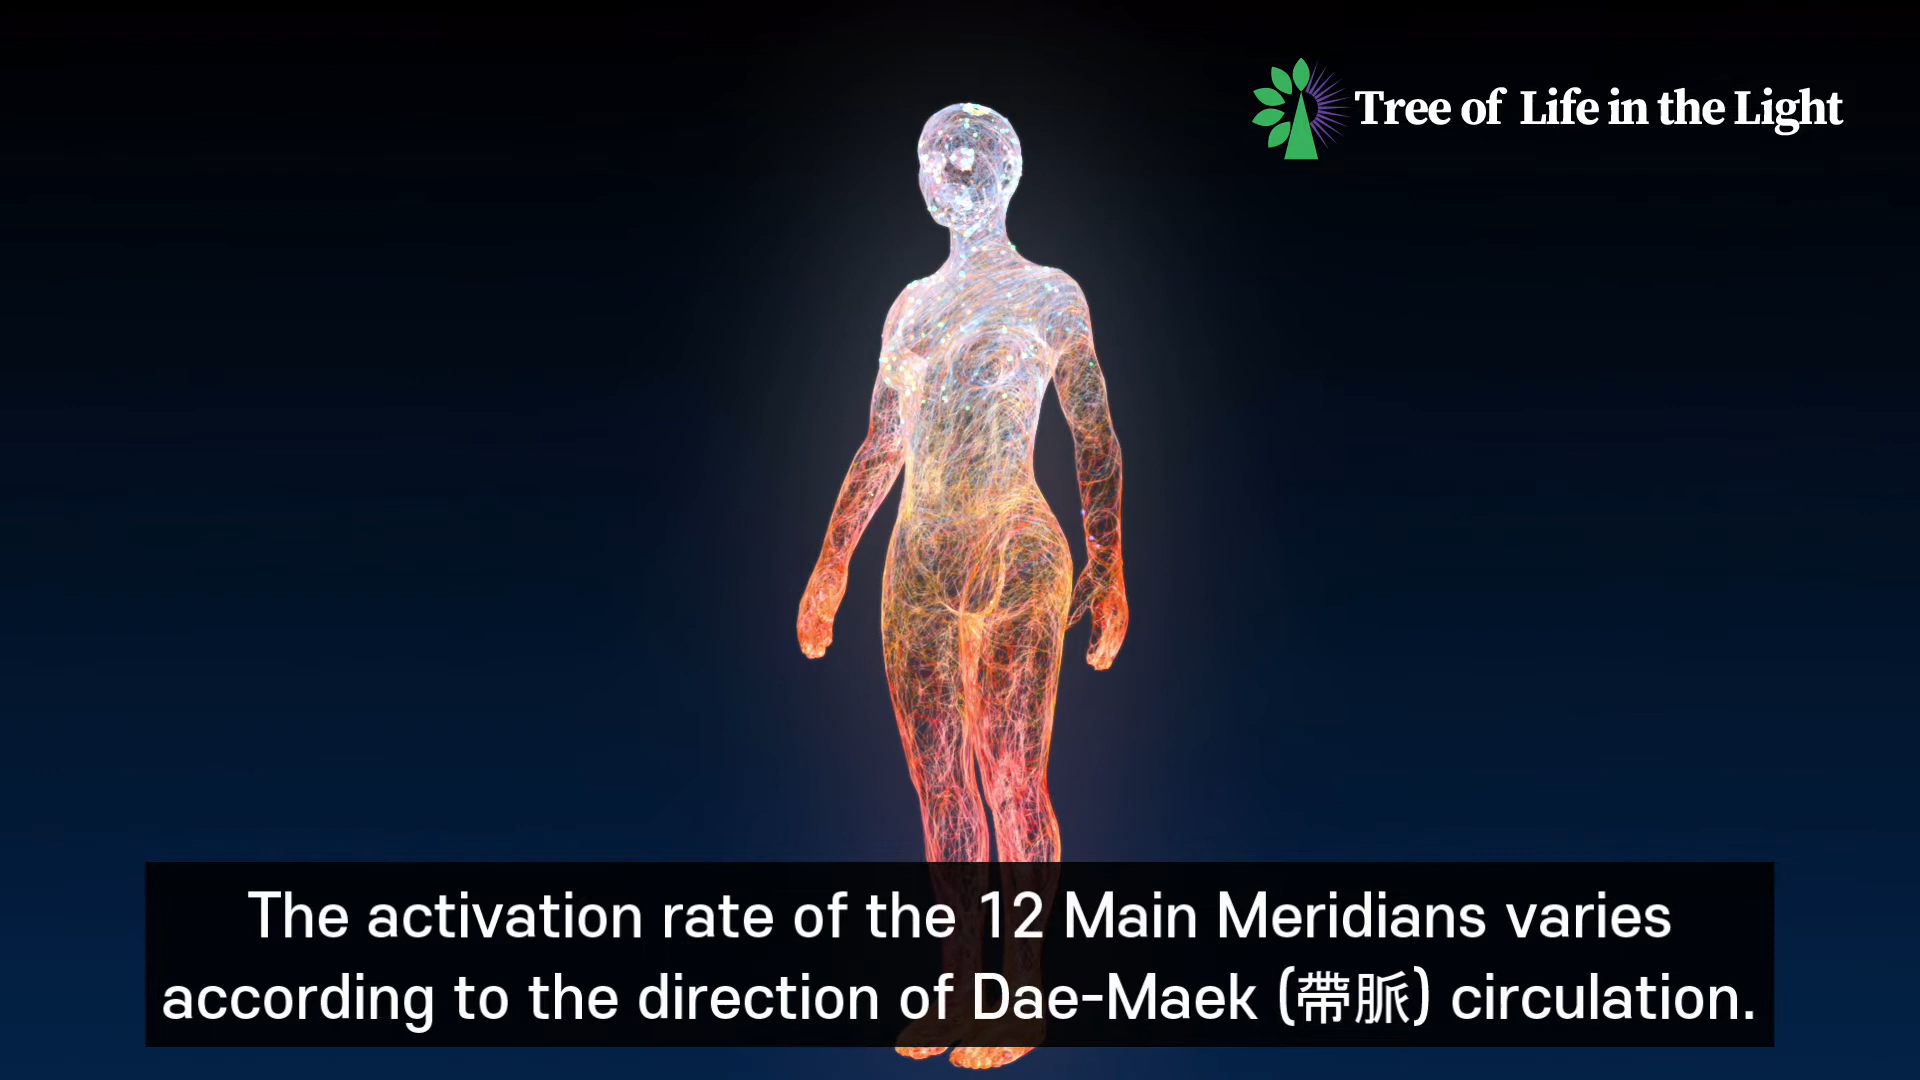 Tree of Life in the Light
The activation rate of the 12 Main Meridians varies
according to the direction of Dae-Maek (帶脈) circulation.